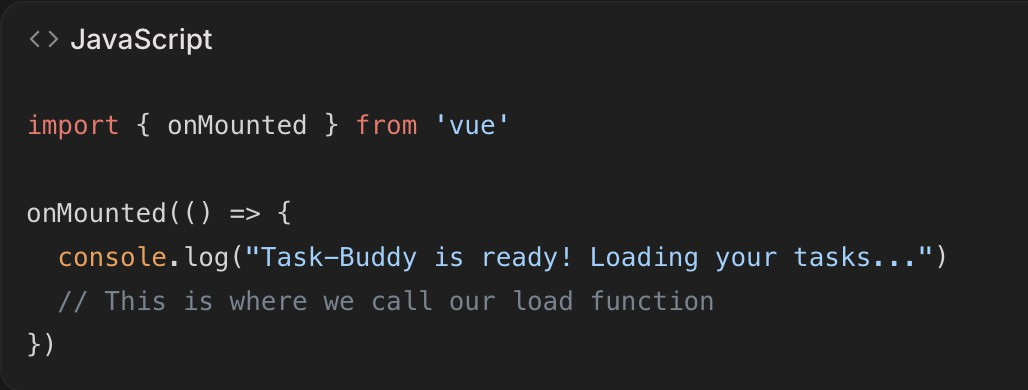 <> JavaScript
import { onMounted } from 'vue'
onMounted(() => {
  console.log("Task-Buddy is ready! Loading your tasks...")
  // This is where we call our load function
})